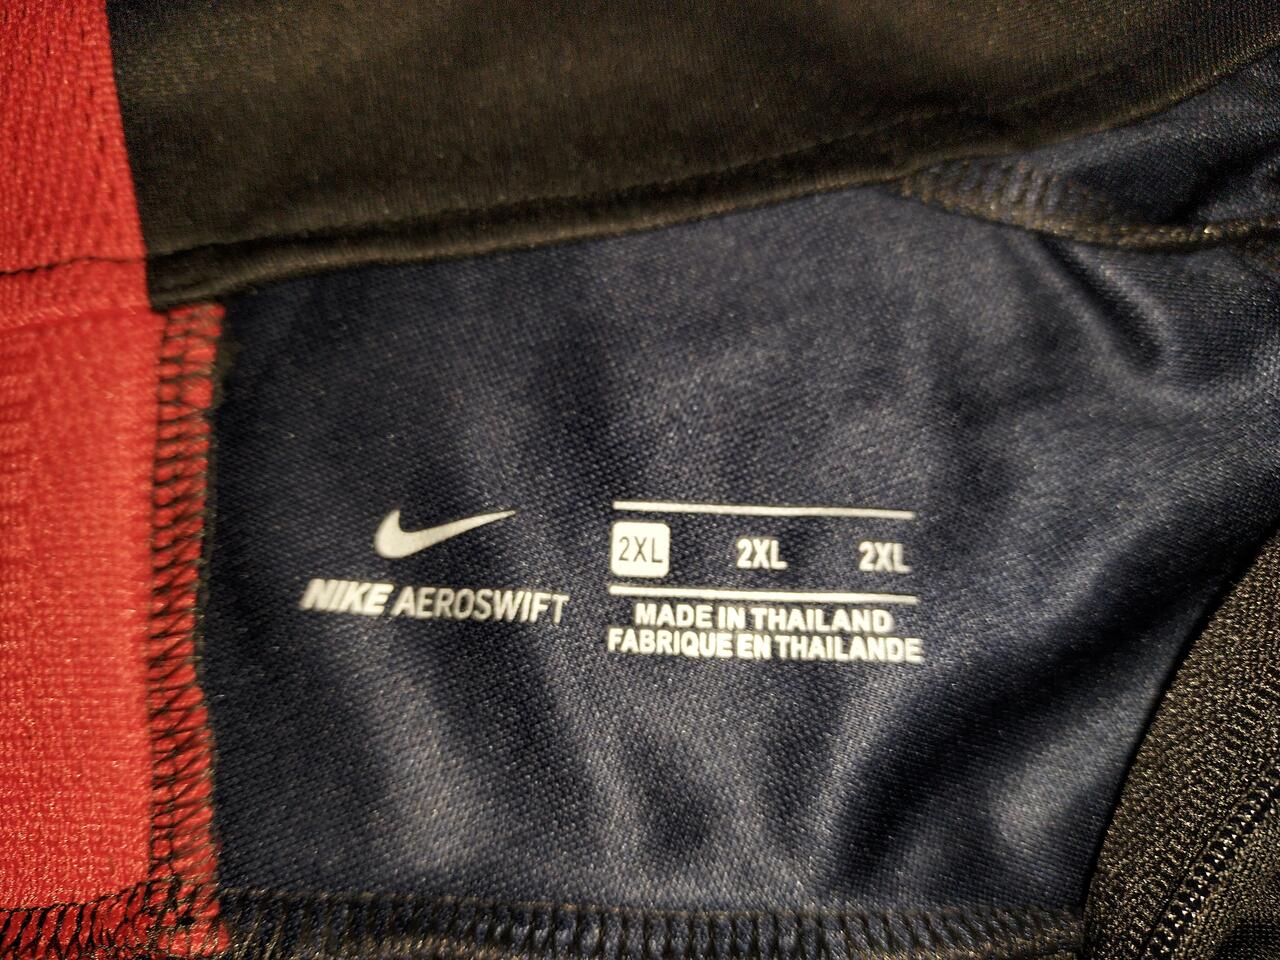 NIKE AEROSWIFT
2XL 2XL 2XL
MADE IN THAILAND
FABRIQUE EN THAILANDE